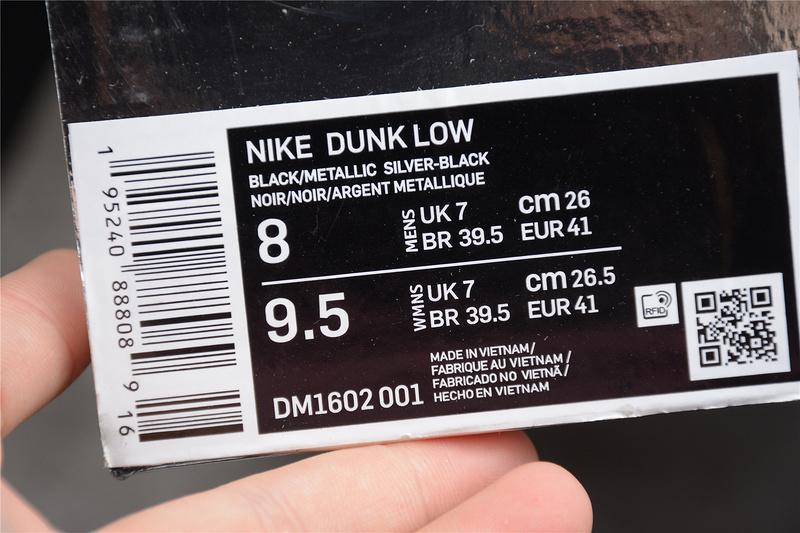 NIKE DUNK LOW
BLACK/METALLIC SILVER-BLACK
NOIR/NOIR/ARGENT METALLIQUE
8 MENS UK 7 cm 26
BR 39.5 EUR 41
9.5 WMNS UK 7 cm 26.5
BR 39.5 EUR 41
RFID
MADE IN VIETNAM/
FABRIQUE AU VIETNAM/
FABRICADO NO VIETNÃ/
HECHO EN VIETNAM
DM1602 001
1 95240 88808 9 16